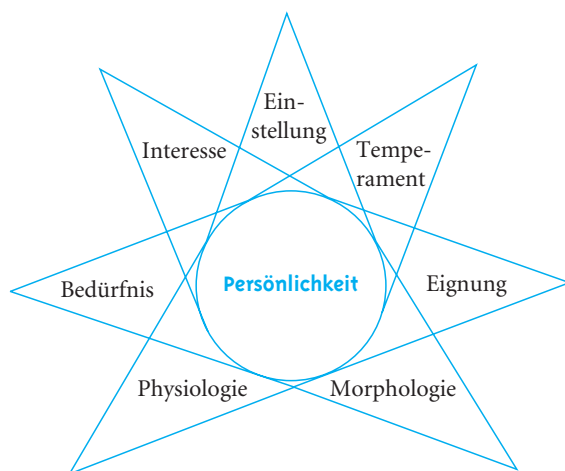 Ein-
stellung
Interesse
Tempe-
rament
Bedürfnis
Persönlichkeit
Eignung
Physiologie
Morphologie